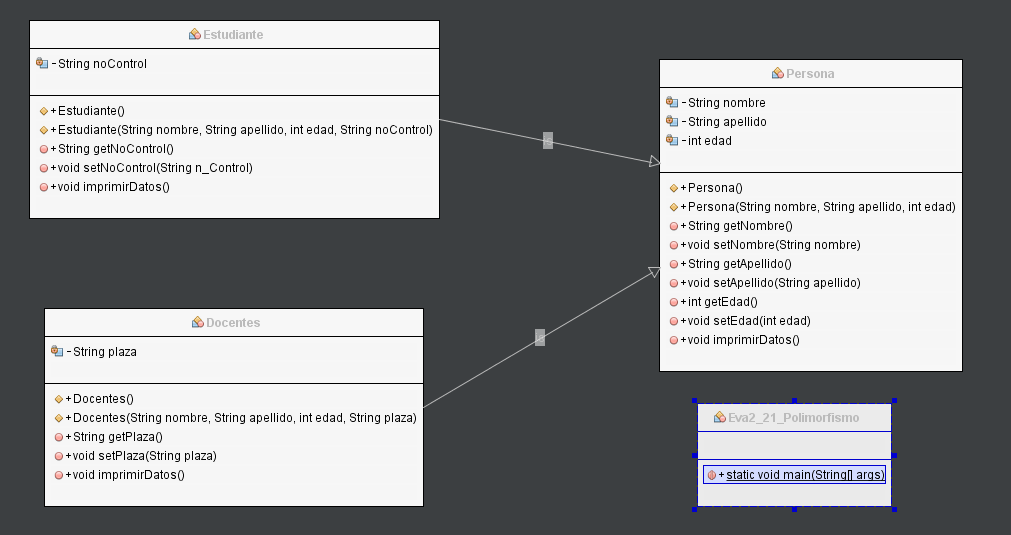 Estudiante
-String noControl
+Estudiante()
+Estudiante(String nombre, String apellido, int edad, String noControl)
+String getNoControl()
+void setNoControl(String n_Control)
+void imprimirDatos()
Persona
-String nombre
-String apellido
-int edad
+Persona()
+Persona(String nombre, String apellido, int edad)
+String getNombre()
+void setNombre(String nombre)
+String getApellido()
+void setApellido(String apellido)
+int getEdad()
+void setEdad(int edad)
+void imprimirDatos()
Docentes
-String plaza
+Docentes()
+Docentes(String nombre, String apellido, int edad, String plaza)
+String getPlaza()
+void setPlaza(String plaza)
+void imprimirDatos()
Eva2_21_Polimorfismo
+static void main(String[] args)